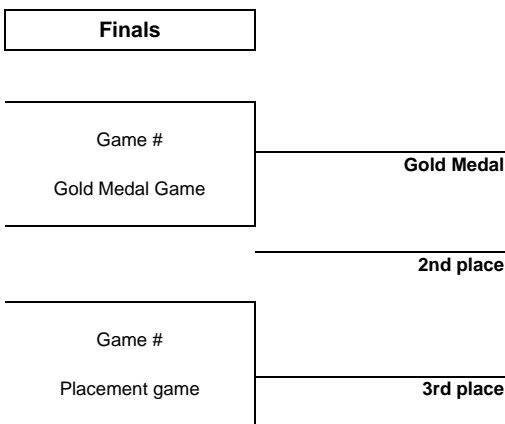 Finals
Game #
Gold Medal
Gold Medal Game
2nd place
Game #
Placement game
3rd place